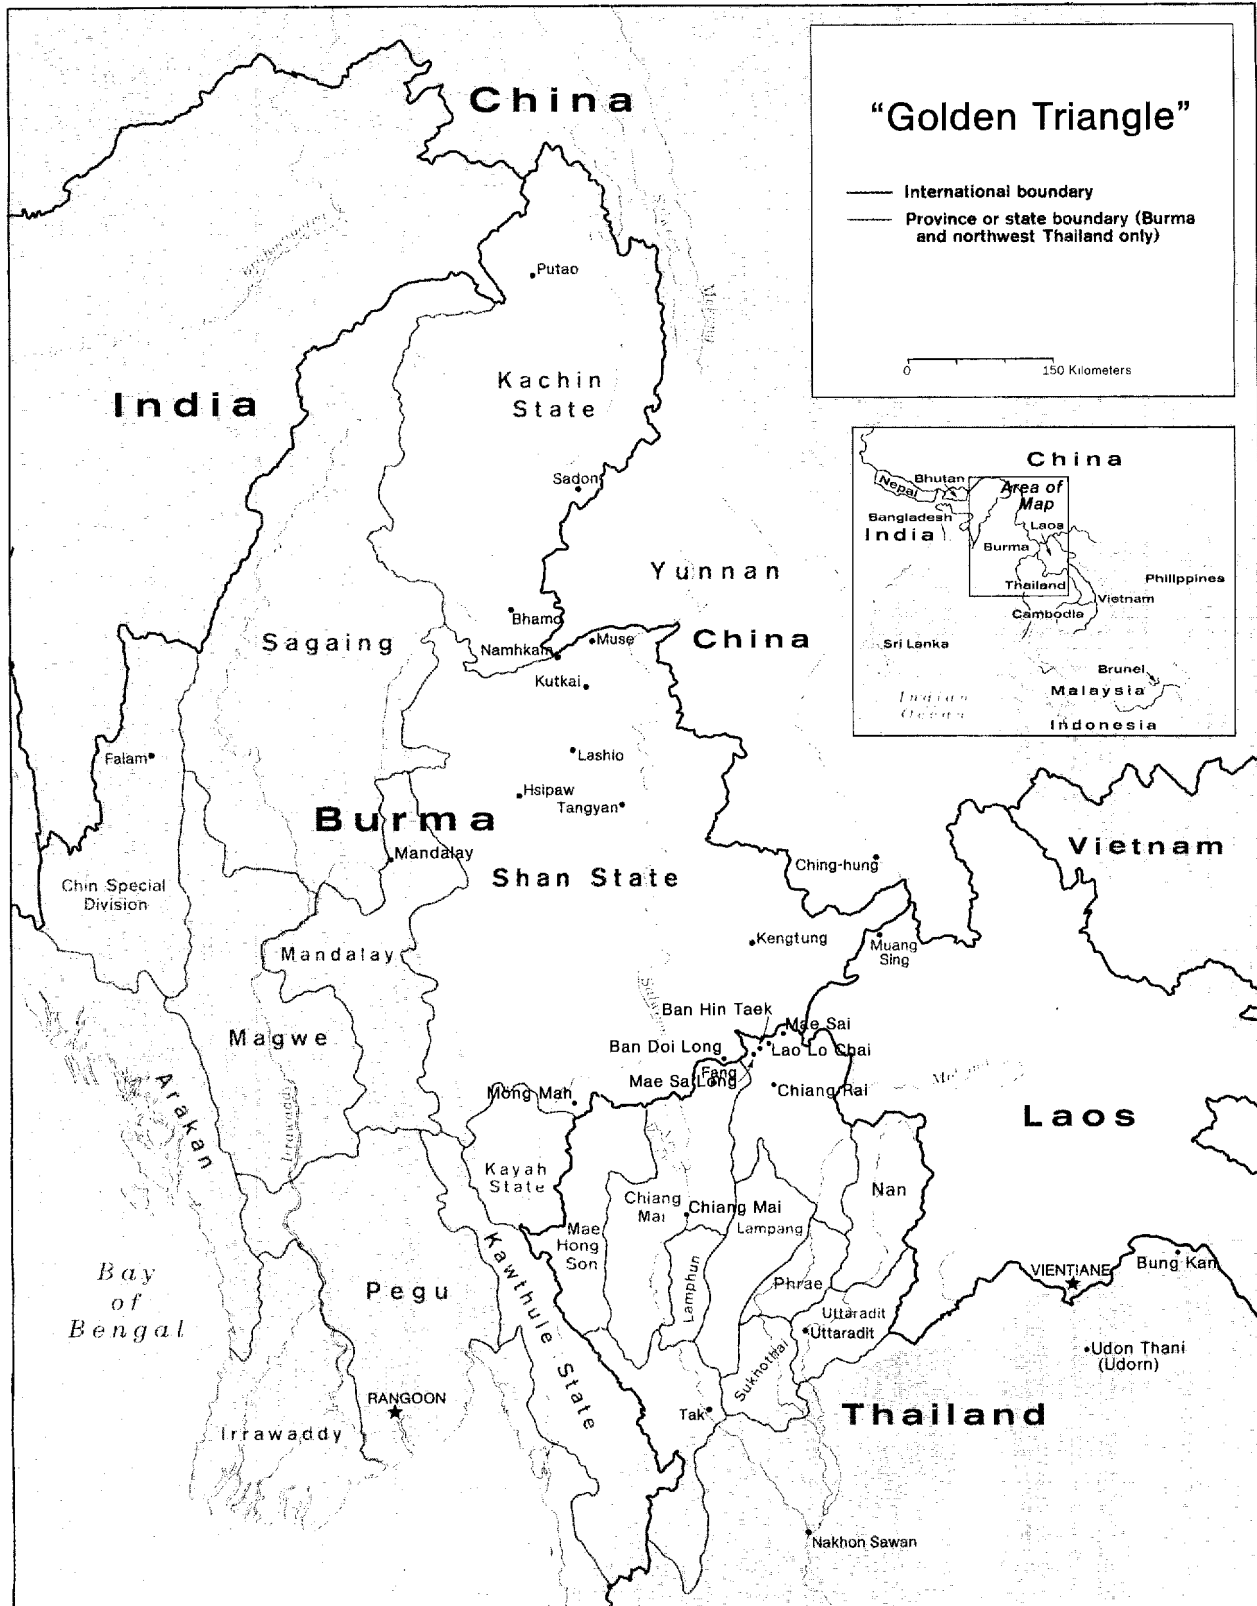 China
"Golden Triangle"
International boundary
Province or state boundary (Burma
and northwest Thailand only)
0
150 Kilometers
Putao
Mekong
India
Kachin
State
Sadon
China
Nepal
Bhutan
Area of
Map
Bangladesh
India
Laos
Burma
Thailand
Philippines
Vietnam
Cambodia
Sri Lanka
Brunei
Malaysia
Indian
Ocean
Indonesia
Yunnan
China
Sagaing
Bhamo
Muse
Namhkam
Kutkai
Falam
Lashio
Hsipaw
Tangyan
Burma
Mandalay
Shan State
Ching-hung
Vietnam
Chin Special
Division
Mandalay
Kengtung
Muang
Sing
Salween
Magwe
Ban Hin Taek
Mae Sai
Ban Doi Long
Lao Lo Chai
Fang
Mae Sa Long
Chiang Rai
Mekong
Mong Mah
Arakan
Irrawaddy
Laos
Kayah
State
Chiang
Mai
Chiang Mai
Lampang
Nan
Mae
Hong
Son
Kawthule State
Lamphun
Phrae
VIENTIANE
Bung Kan
Bay
of
Bengal
Pegu
Uttaradit
Uttaradit
Sukhothai
Udon Thani
(Udorn)
RANGOON
Irrawaddy
Tak
Thailand
Nakhon Sawan